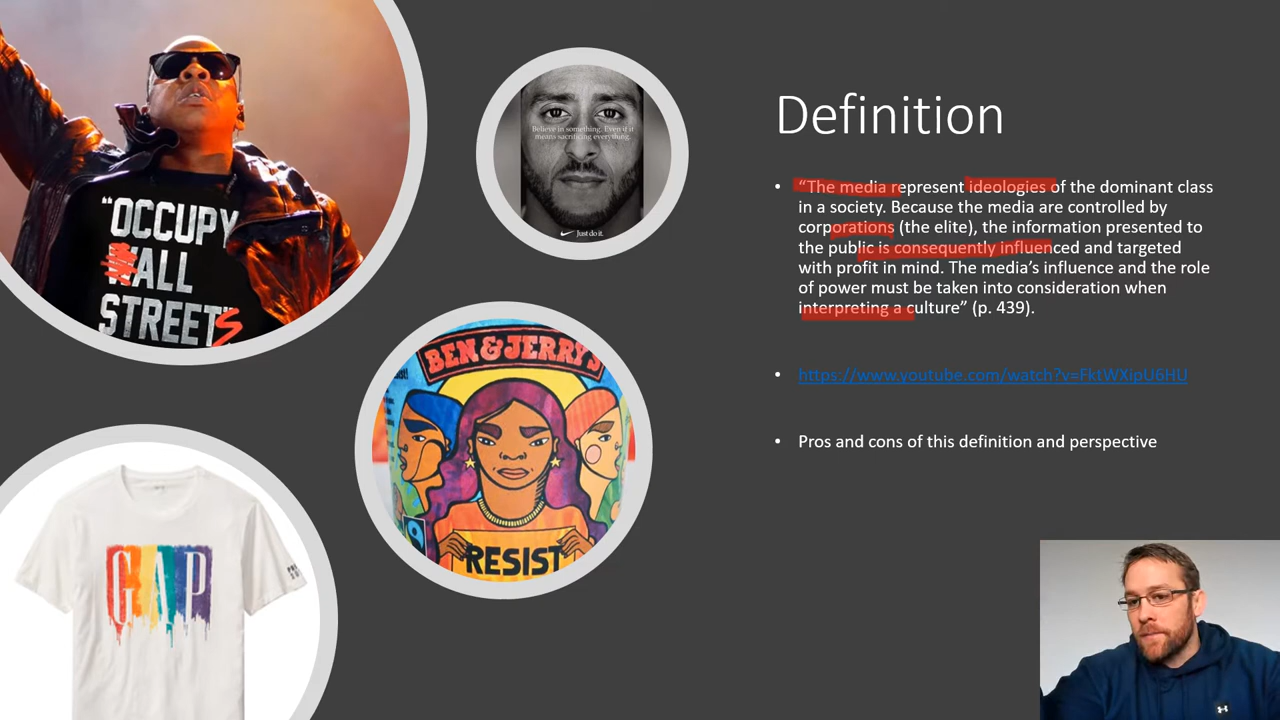 "OCCUPY
WALL
STREET"S
Believe in something. Even if it
means sacrificing everything.
Just do it.
BEN & JERRY'S
RESIST
GAP
Definition
• "The media represent ideologies of the dominant class
in a society. Because the media are controlled by
corporations (the elite), the information presented to
the public is consequently influenced and targeted
with profit in mind. The media's influence and the role
of power must be taken into consideration when
interpreting a culture" (p. 439).
• https://www.youtube.com/watch?v=FktWXipU6HU
• Pros and cons of this definition and perspective